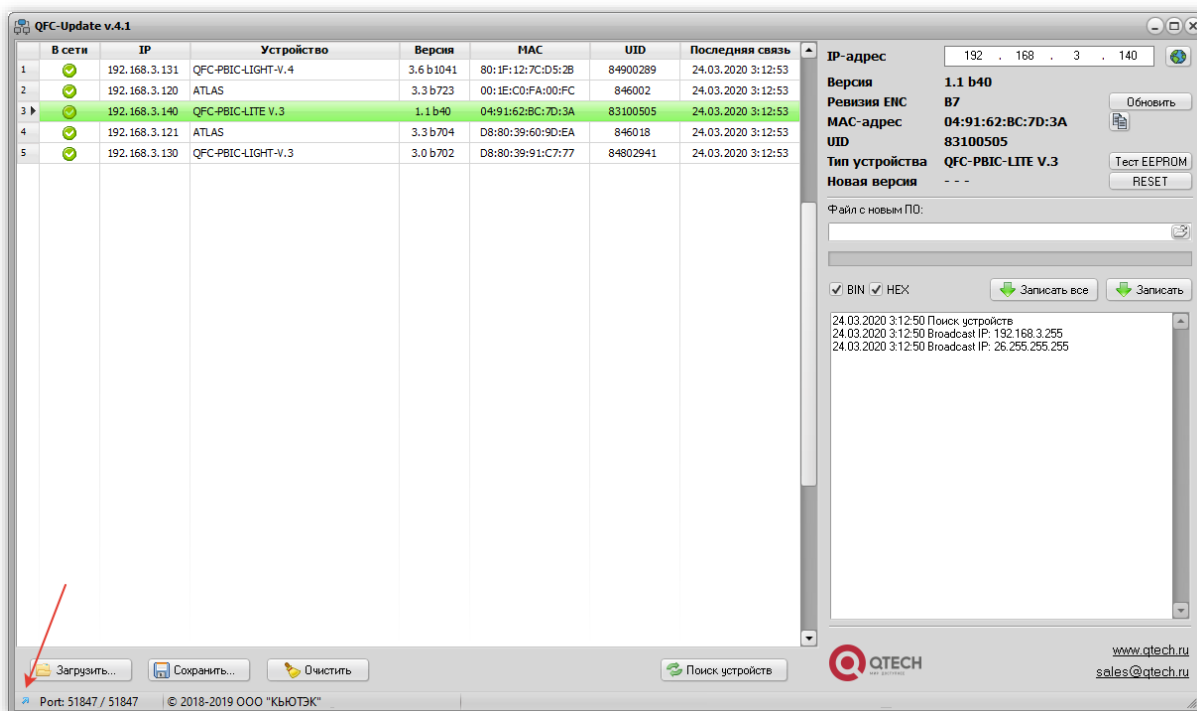 QFC-Update v.4.1
В сети IP Устройство Версия MAC UID Последняя связь
1 192.168.3.131 QFC-PBIC-LIGHT-V.4 3.6 b1041 80:1F:12:7C:D5:2B 84900289 24.03.2020 3:12:53
2 192.168.3.120 ATLAS 3.3 b723 00:1E:C0:FA:00:FC 846002 24.03.2020 3:12:53
3 192.168.3.140 QFC-PBIC-LITE V.3 1.1 b40 04:91:62:BC:7D:3A 83100505 24.03.2020 3:12:53
4 192.168.3.121 ATLAS 3.3 b704 D8:80:39:60:9D:EA 846018 24.03.2020 3:12:53
5 192.168.3.130 QFC-PBIC-LIGHT-V.3 3.0 b702 D8:80:39:91:C7:77 84802941 24.03.2020 3:12:53
IP-адрес 192 . 168 . 3 . 140
Версия 1.1 b40
Ревизия ENC B7 Обновить
MAC-адрес 04:91:62:BC:7D:3A
UID 83100505
Тип устройства QFC-PBIC-LITE V.3 Тест EEPROM
Новая версия - - - RESET
Файл с новым ПО:
BIN HEX Записать все Записать
24.03.2020 3:12:50 Поиск устройств
24.03.2020 3:12:50 Broadcast IP: 192.168.3.255
24.03.2020 3:12:50 Broadcast IP: 26.255.255.255
Загрузить... Сохранить... Очистить Поиск устройств
QTECH
www.qtech.ru
sales@qtech.ru
Port: 51847 / 51847 © 2018-2019 ООО "КЬЮТЭК"